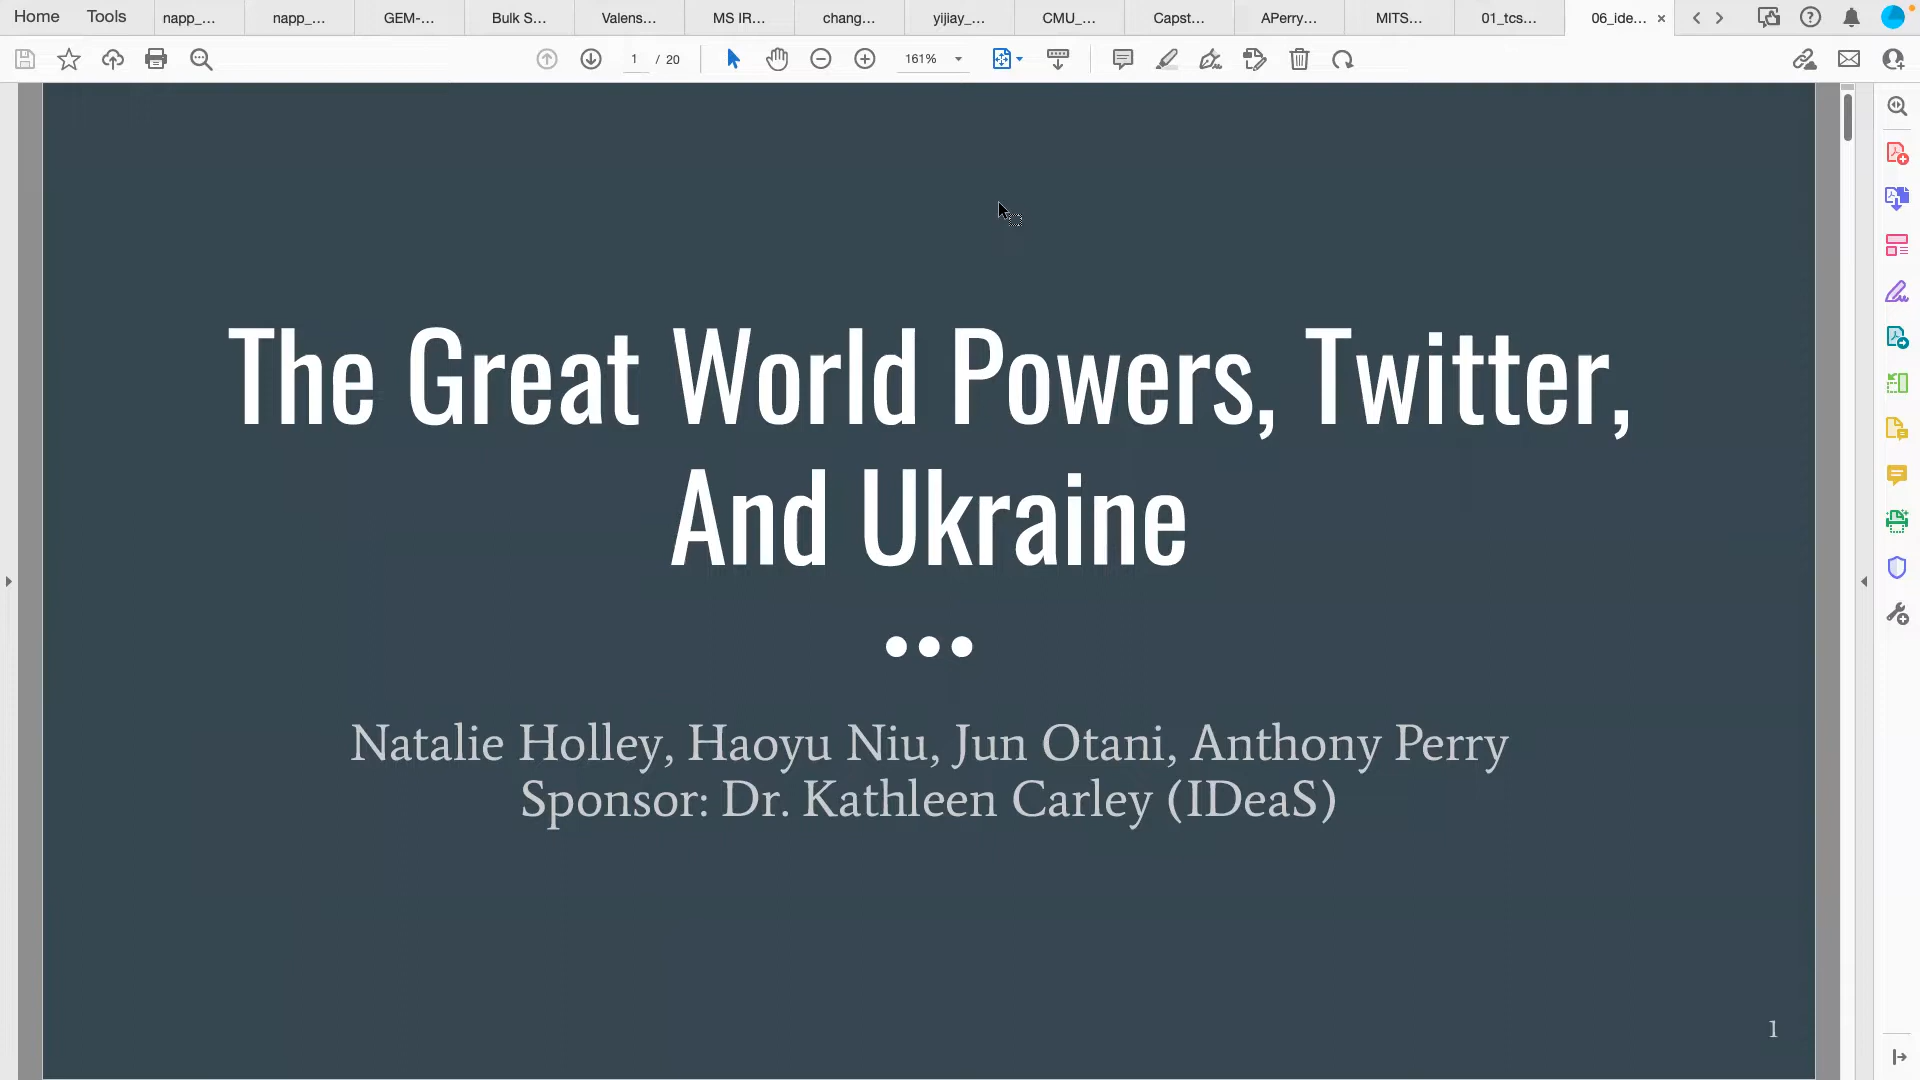 Home Tools napp_... napp_... GEM-... Bulk S... Valens... MS IR... chang... yijiay_... CMU_... Capst... APerry... MITS... 01_tcs... 06_ide... ×
1 / 20 161%
The Great World Powers, Twitter,
And Ukraine
Natalie Holley, Haoyu Niu, Jun Otani, Anthony Perry
Sponsor: Dr. Kathleen Carley (IDeaS)
1